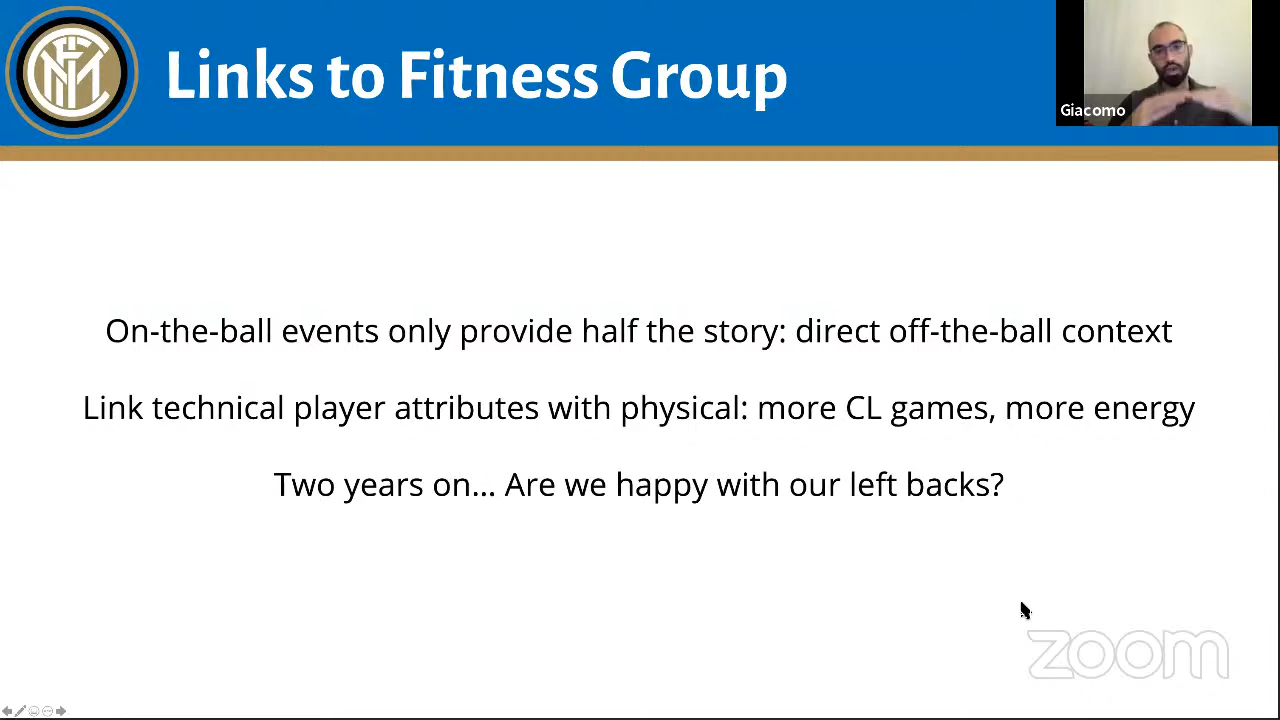 Links to Fitness Group
Giacomo
On-the-ball events only provide half the story: direct off-the-ball context
Link technical player attributes with physical: more CL games, more energy
Two years on... Are we happy with our left backs?
zoom